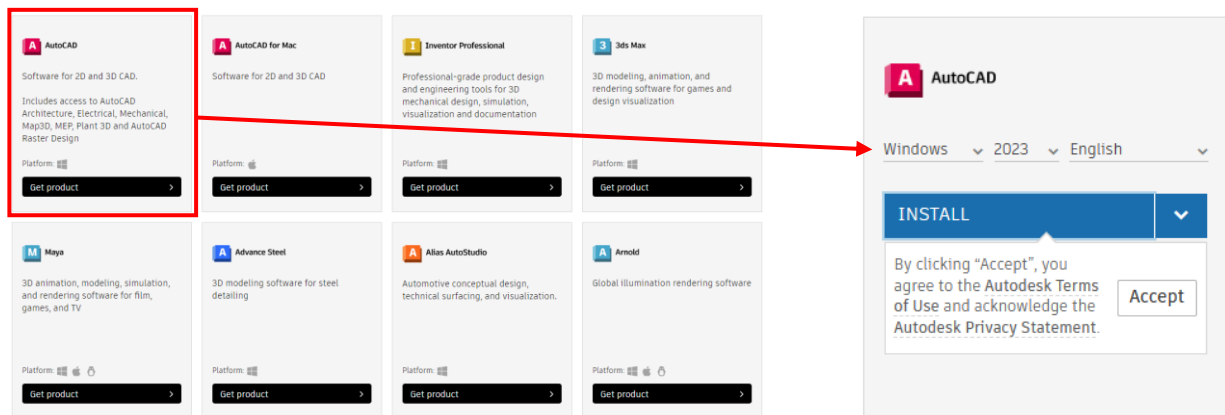 A AutoCAD
Software for 2D and 3D CAD.
Includes access to AutoCAD
Architecture, Electrical, Mechanical,
Map3D, MEP, Plant 3D and AutoCAD
Raster Design
Platform:
Get product
A AutoCAD for Mac
Software for 2D and 3D CAD
Platform:
Get product
I Inventor Professional
Professional-grade product design
and engineering tools for 3D
mechanical design, simulation,
visualization and documentation
Platform:
Get product
3 3ds Max
3D modeling, animation, and
rendering software for games and
design visualization
Platform:
Get product
M Maya
3D animation, modeling, simulation,
and rendering software for film,
games, and TV
Platform:
Get product
A Advance Steel
3D modeling software for steel
detailing
Platform:
Get product
A Alias AutoStudio
Automotive conceptual design,
technical surfacing, and visualization.
Platform:
Get product
A Arnold
Global illumination rendering software
Platform:
Get product
A AutoCAD
Windows 2023 English
INSTALL
By clicking “Accept”, you
agree to the Autodesk Terms
of Use and acknowledge the
Autodesk Privacy Statement.
Accept